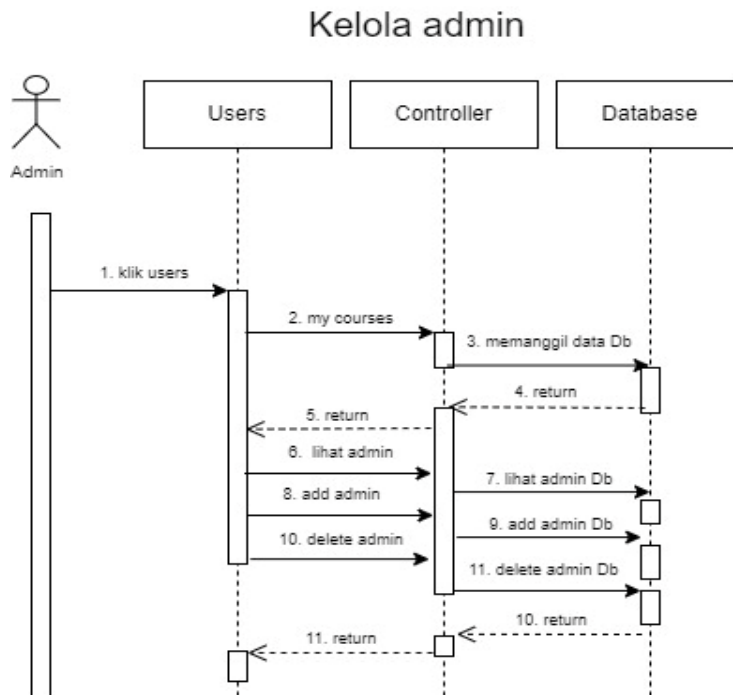 Kelola admin
Users
Controller
Database
Admin
1. klik users
2. my courses
3. memanggil data Db
4. return
5. return
6. lihat admin
7. lihat admin Db
8. add admin
9. add admin Db
10. delete admin
11. delete admin Db
10. return
11. return